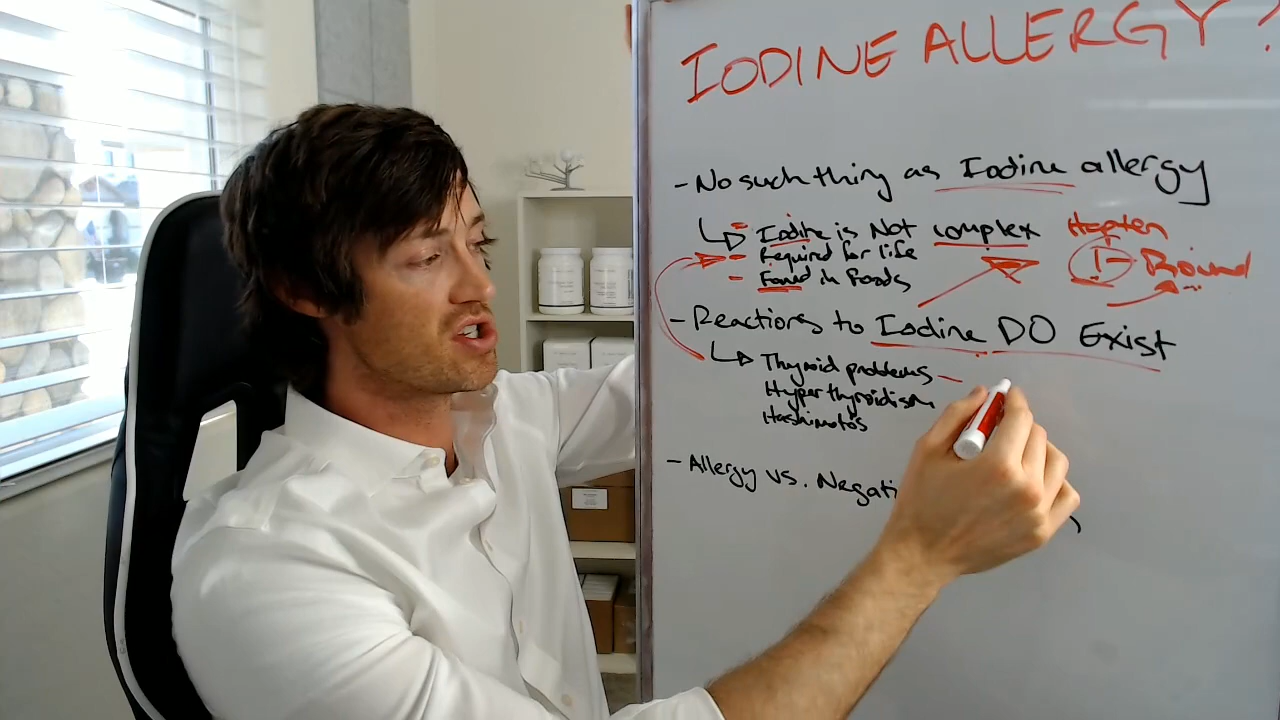 IODINE ALLERGY?
- No such thing as Iodine allergy
↳ - Iodine is Not complex Hapten
- Required for life I- Bound
- Found in foods
- Reactions to Iodine DO Exist
↳ Thyroid problems -
Hyperthyroidism
Hashimoto's
- Allergy vs. Negati